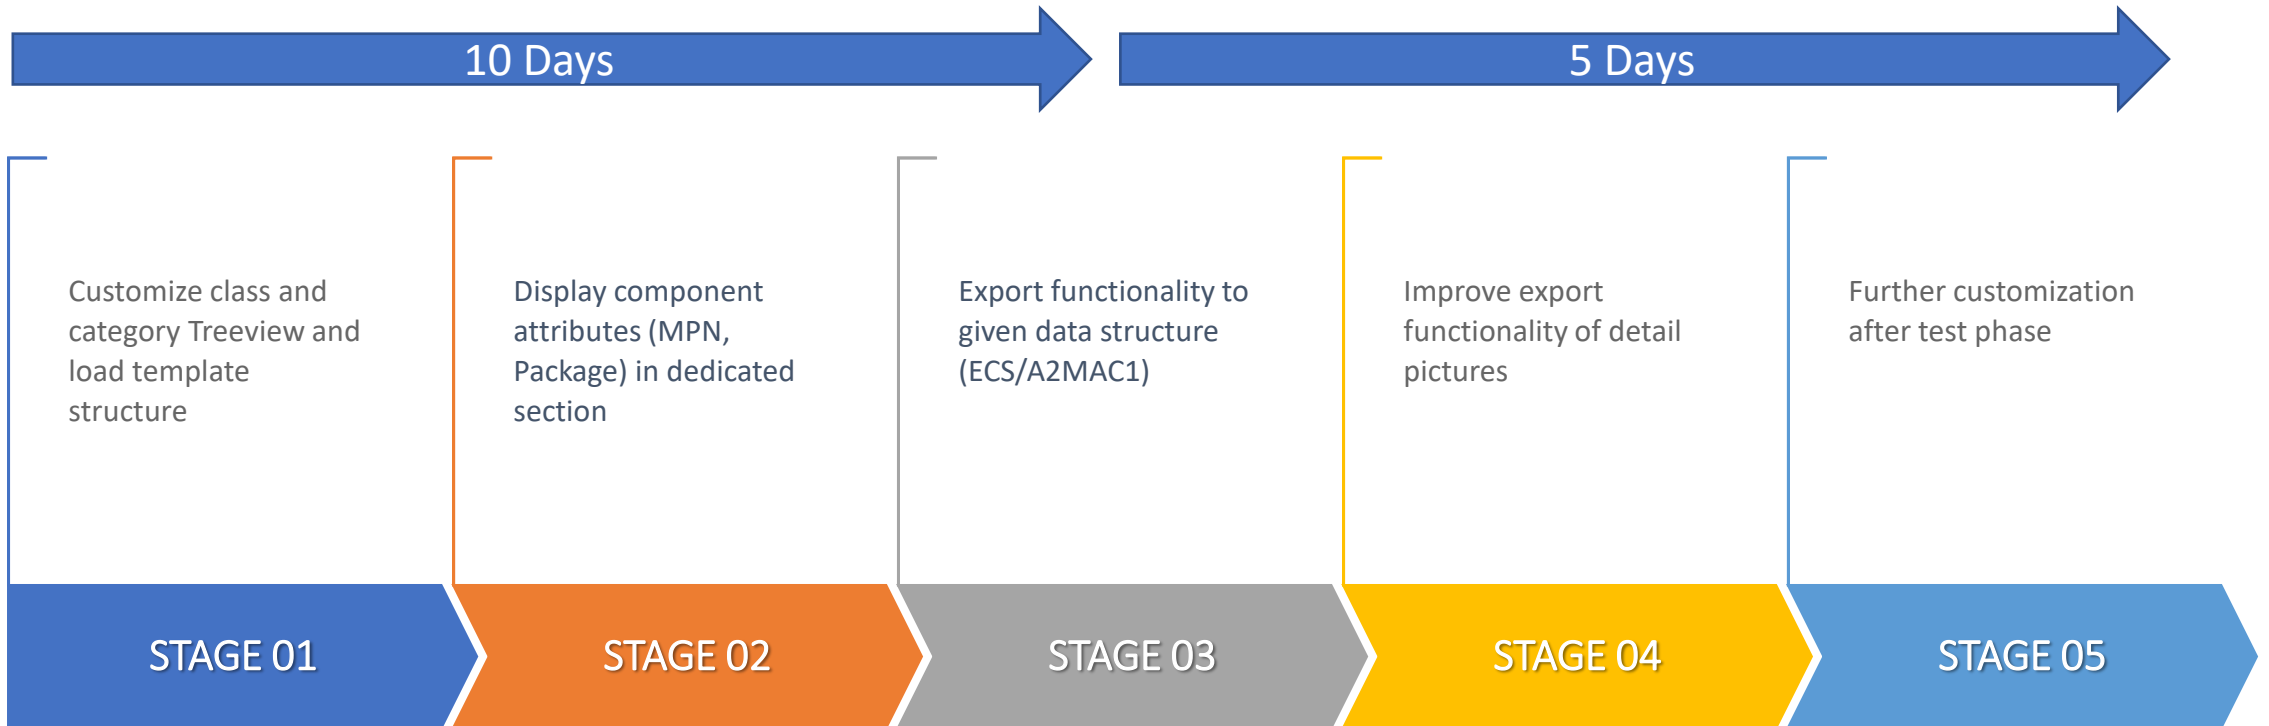 10 Days
5 Days
Customize class and
category Treeview and
load template
structure
Display component
attributes (MPN,
Package) in dedicated
section
Export functionality to
given data structure
(ECS/A2MAC1)
Improve export
functionality of detail
pictures
Further customization
after test phase
STAGE 01
STAGE 02
STAGE 03
STAGE 04
STAGE 05